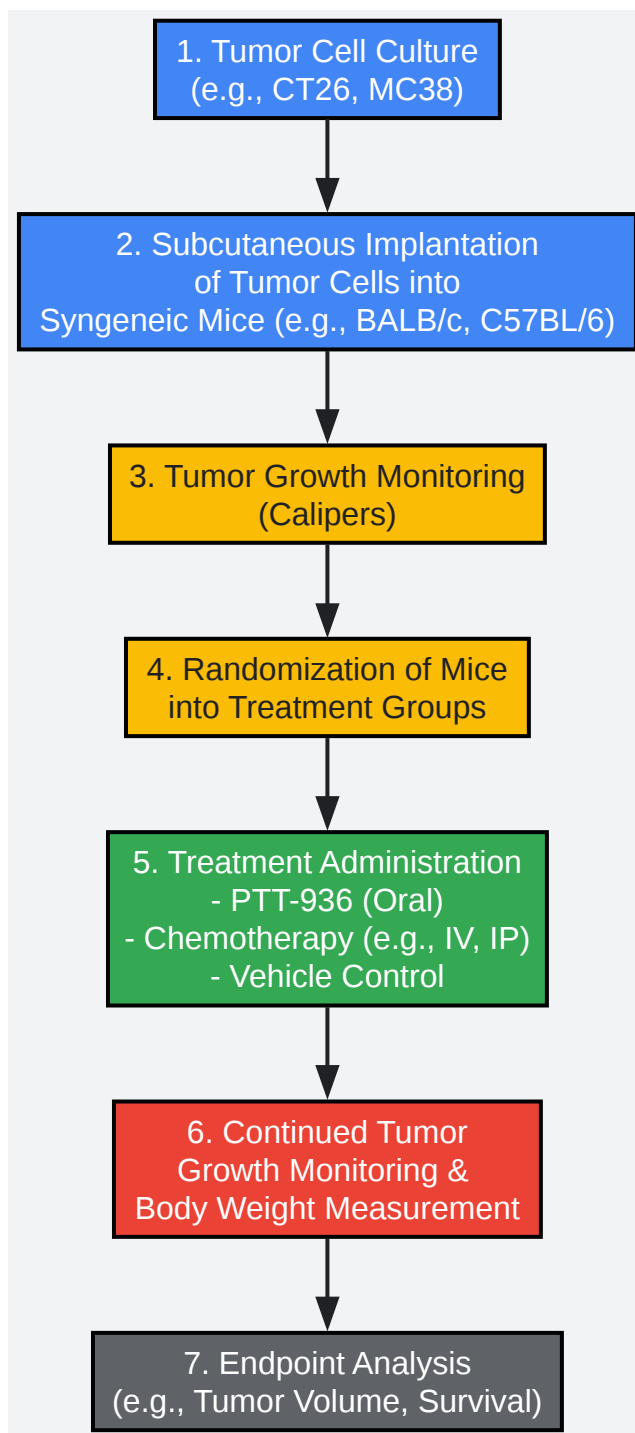 1. Tumor Cell Culture
(e.g., CT26, MC38)
2. Subcutaneous Implantation
of Tumor Cells into
Syngeneic Mice (e.g., BALB/c, C57BL/6)
3. Tumor Growth Monitoring
(Calipers)
4. Randomization of Mice
into Treatment Groups
5. Treatment Administration
- PTT-936 (Oral)
- Chemotherapy (e.g., IV, IP)
- Vehicle Control
6. Continued Tumor
Growth Monitoring &
Body Weight Measurement
7. Endpoint Analysis
(e.g., Tumor Volume, Survival)